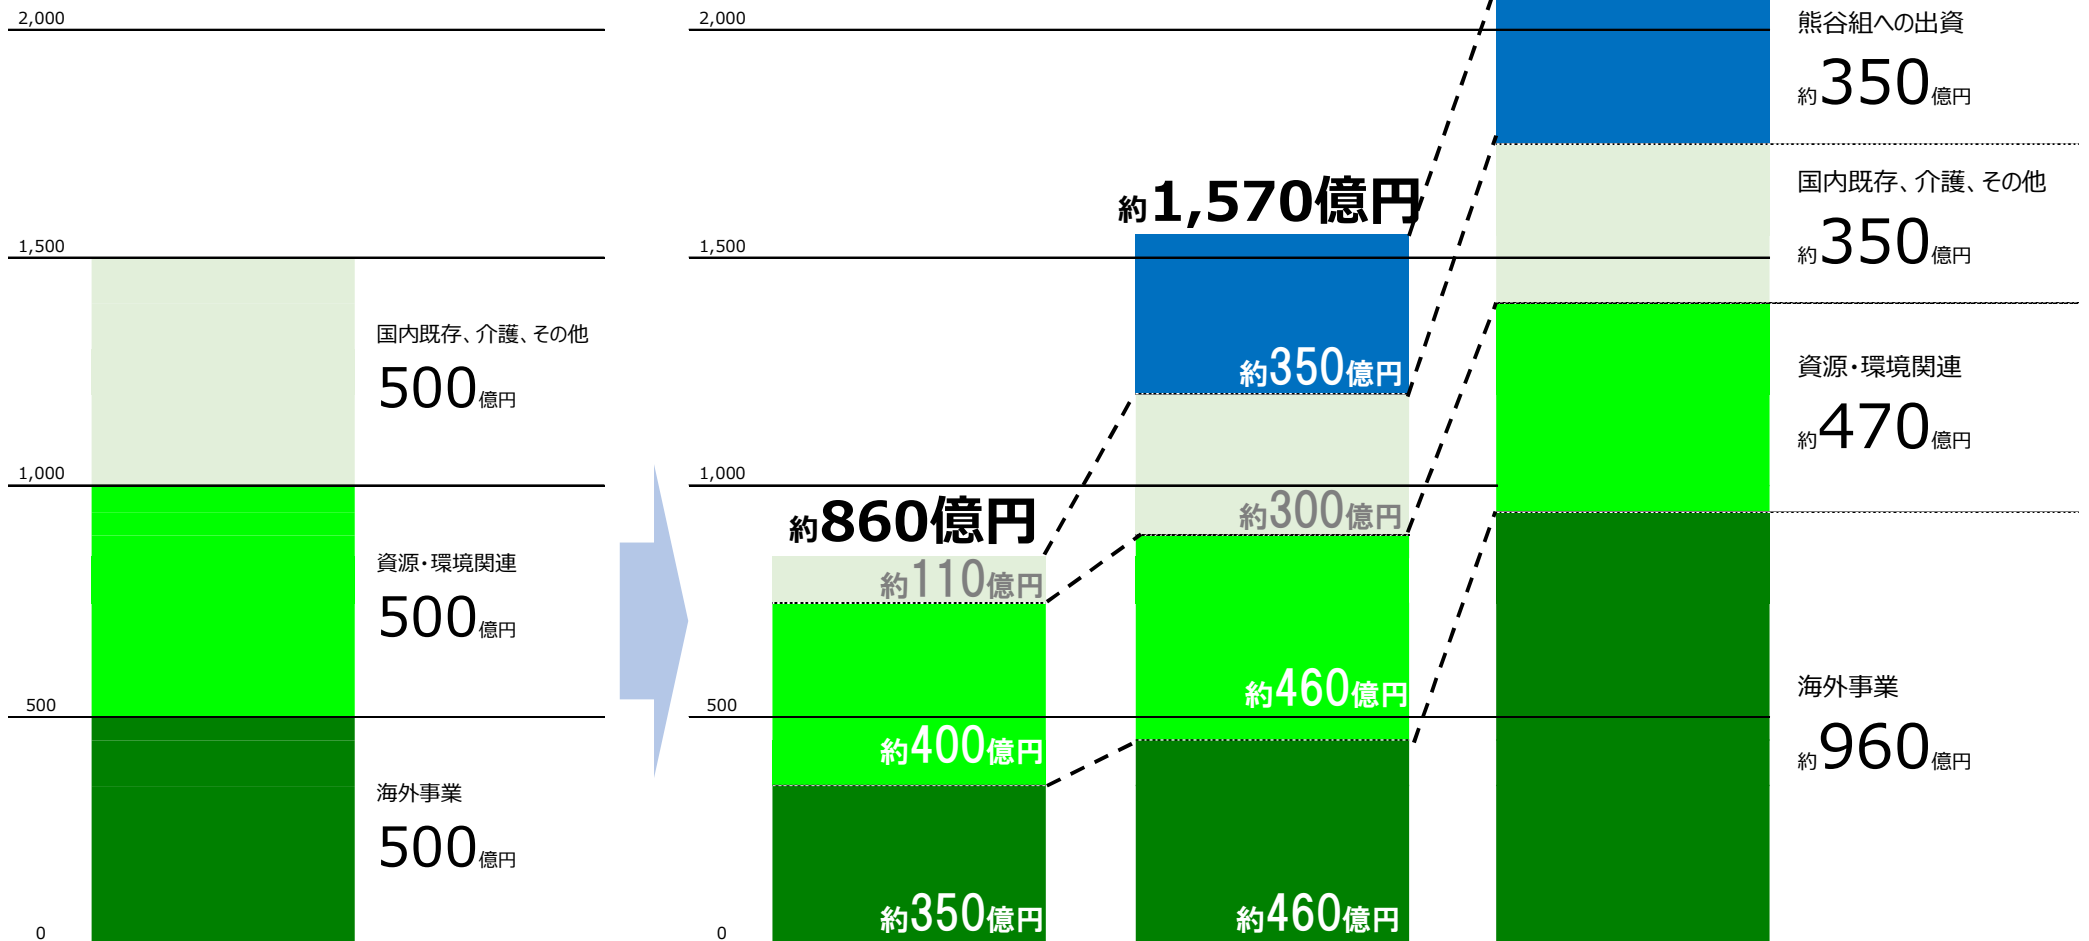 2,000
1,500
国内既存、介護、その他
500億円
1,000
資源・環境関連
500億円
500
海外事業
500億円
0
2,000
1,500
1,000
500
0
約860億円
約110億円
約400億円
約350億円
約1,570億円
約350億円
約300億円
約460億円
約460億円
熊谷組への出資
約350億円
国内既存、介護、その他
約350億円
資源・環境関連
約470億円
海外事業
約960億円